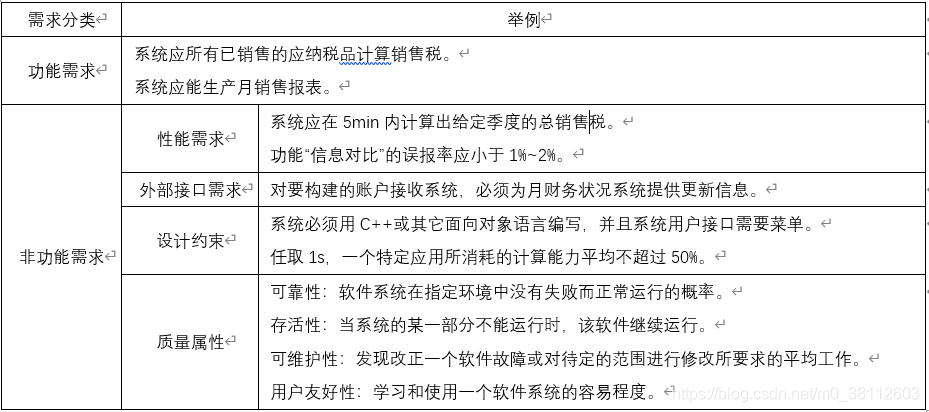 需求分类 举例
功能需求
系统应所有已销售的应纳税品计算销售税。
系统应能生产月销售报表。
非功能需求
性能需求
系统应在 5min 内计算出给定季度的总销售税。
功能“信息对比”的误报率应小于 1%~2%。
外部接口需求 对要构建的账户接收系统，必须为月财务状况系统提供更新信息。
设计约束
系统必须用 C++或其它面向对象语言编写，并且系统用户接口需要菜单。
任取 1s，一个特定应用所消耗的计算能力平均不超过 50%。
质量属性
可靠性：软件系统在指定环境中没有失败而正常运行的概率。
存活性：当系统的某一部分不能运行时，该软件继续运行。
可维护性：发现改正一个软件故障或对待定的范围进行修改所要求的平均工作。
用户友好性：学习和使用一个软件系统的容易程度。
https://blog.csdn.net/m0_38112603